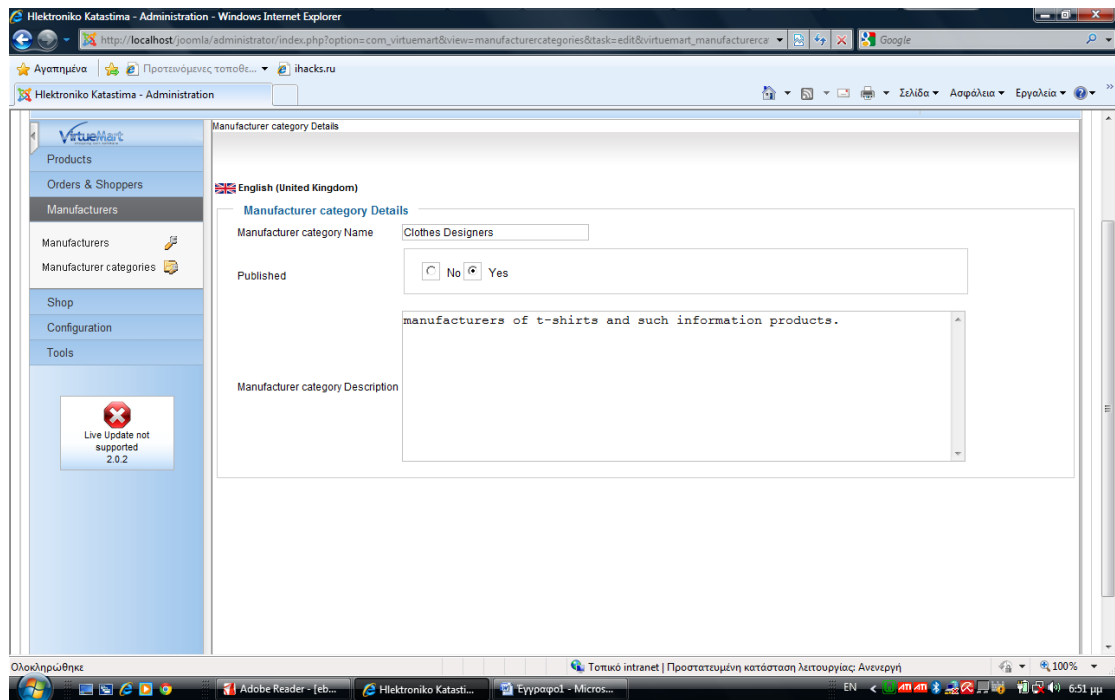 Hlektroniko Katastima - Administration - Windows Internet Explorer
http://localhost/joomla/administrator/index.php?option=com_virtuemart&view=manufacturercategories&task=edit&virtuemart_manufacturerca
Google
Αγαπημένα Προτεινόμενες τοποθε... ihacks.ru
Hlektroniko Katastima - Administration
Σελίδα Ασφάλεια Εργαλεία
VirtueMart
Manufacturer category Details
Products
Orders & Shoppers
English (United Kingdom)
Manufacturers
Manufacturer category Details
Manufacturer category Name Clothes Designers
Manufacturers
Manufacturer categories
Published No Yes
Shop
Configuration
Tools
manufacturers of t-shirts and such information products.
Manufacturer category Description
Live Update not
supported
2.0.2
Ολοκληρώθηκε
Τοπικό intranet | Προστατευμένη κατάσταση λειτουργίας: Ανενεργή
100%
Adobe Reader - [eb...
Hlektroniko Katasti...
Έγγραφο1 - Micros...
EN
6:51 μμ